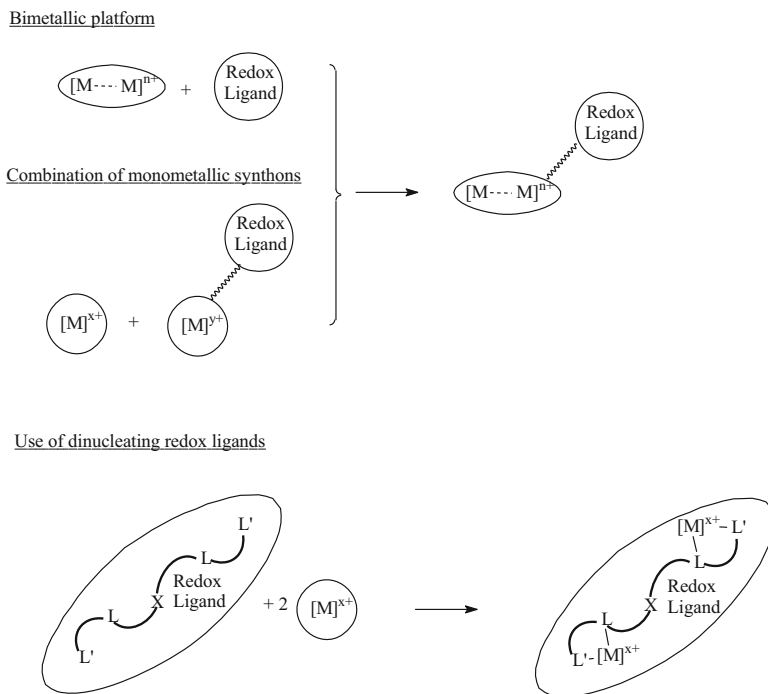 Bimetallic platform
[M---- M]n+ + Redox Ligand
Combination of monometallic synthons
[M]x+ + [M]y+ Redox Ligand
[M---- M]n+ Redox Ligand
Use of dinucleating redox ligands
L'
L
X Redox
Ligand
L
L'
+ 2 [M]x+
[M]x+ – L'
L
X Redox
Ligand
L
L'-[M]x+